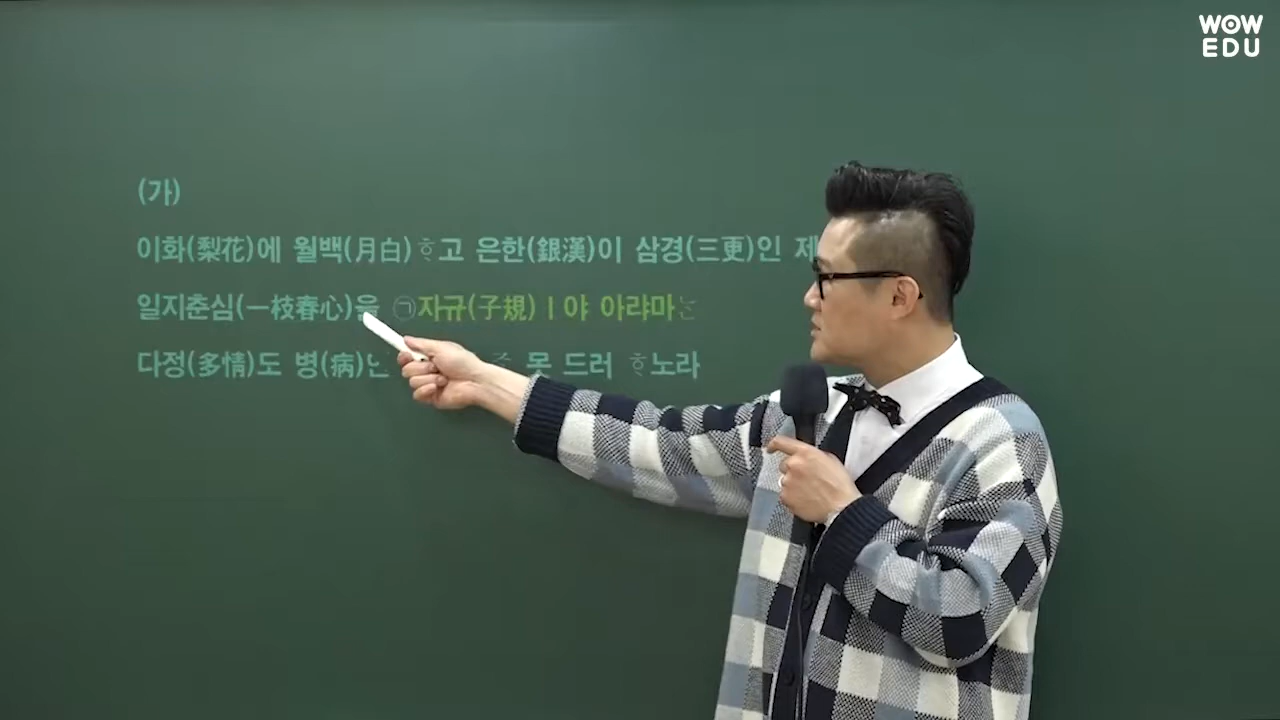 WOW
EDU
(가)
이화(梨花)에 월백(月白)ᄒᆞ고 은한(銀漢)이 삼경(三更)인 제
일지춘심(一枝春心)을 ㉠자규(子規)ㅣ야 아랴마ᄂᆞᆫ
다정(多情)도 병(病)인 못 드러 ᄒᆞ노라